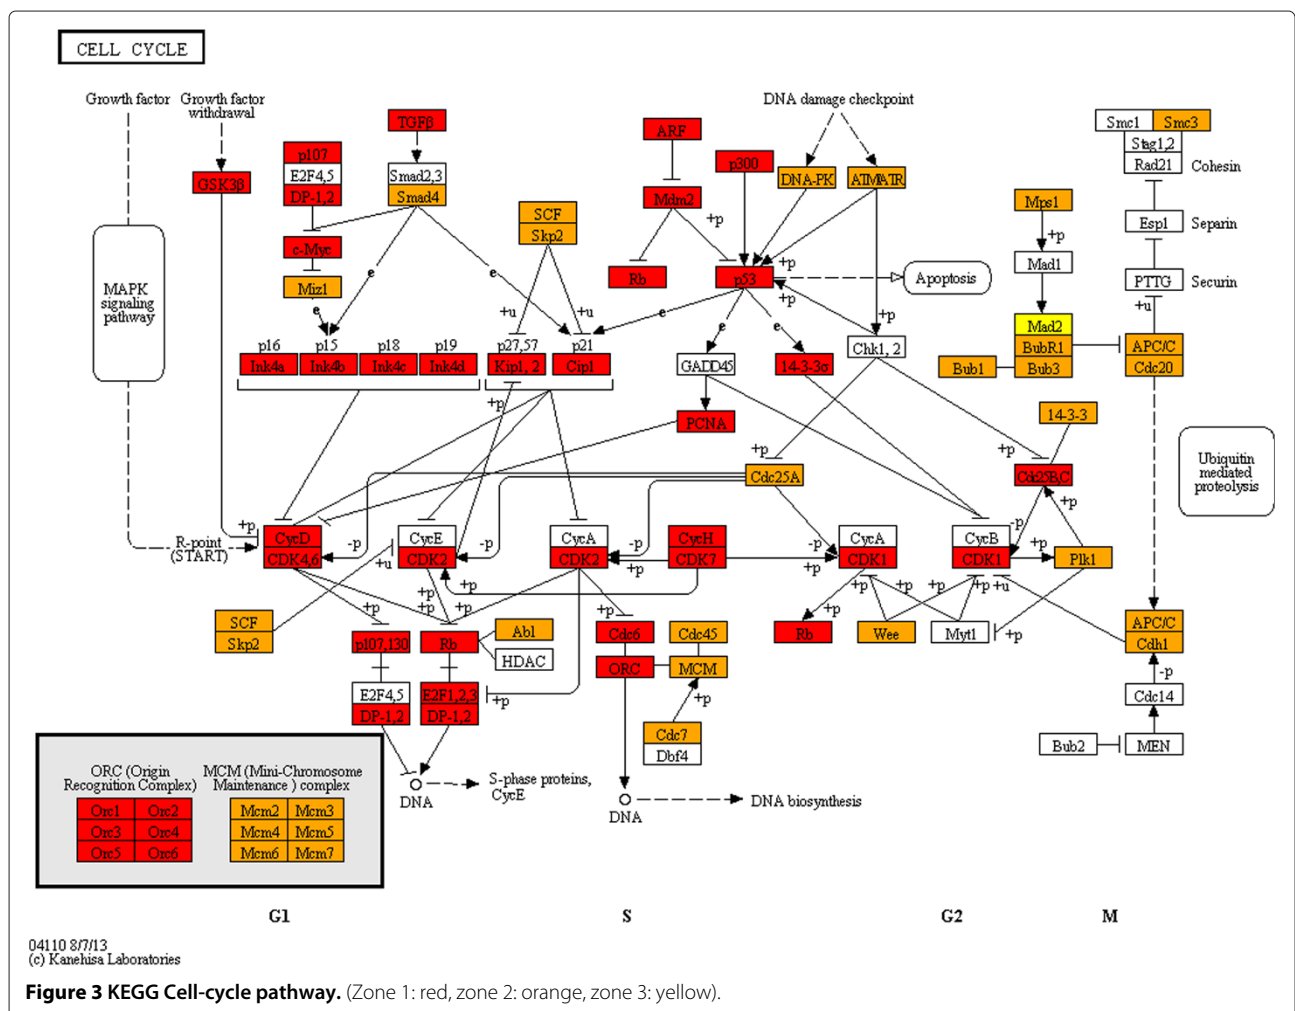 CELL CYCLE
Growth factor
Growth factor
withdrawal
DNA damage checkpoint
TGFβ
ARF
Smc1
Smc3
Stag1,2
Rad21
Cohesin
p107
E2F4,5
DP-1,2
Smad2,3
Smad4
p300
DNA-PK
ATM/ATR
GSK3β
Mdm2
Mps1
SCF
Skp2
+p
+p
Esp1
Separin
c-Myc
Mad1
Miz1
e
e
Rb
p53
+p
+p
Apoptosis
PTTG
Securin
MAPK
signaling
pathway
e
+u
+u
e
e
e
+p
+u
Mad2
BubR1
Bub3
Bub1
APC/C
Cdc20
p16
Ink4a
p15
Ink4b
p18
Ink4c
p19
Ink4d
p27,57
Kip1, 2
p21
Cip1
GADD45
14-3-3σ
Chk1, 2
+p
PCNA
14-3-3
+p
+p
Cdc25A
Cdc25B,C
Ubiquitin
mediated
proteolysis
R-point
(START)
+p
CycD
CDK4,6
-p
CycE
CDK2
-p
CycA
CDK2
-p
+p
CycH
CDK7
-p
+p
CycA
CDK1
CycB
CDK1
-p
+p
+p
Plk1
+u
+p
+p
+p
+p
+p
+p
+p
+p
+p
+u
SCF
Skp2
p107,130
Rb
Abl
HDAC
Cdc6
Cdc45
ORC
MCM
Rb
Wee
Myt1
+p
APC/C
Cdh1
-p
E2F4,5
DP-1,2
E2F1,2,3
DP-1,2
+p
+p
Cdc7
Dbf4
Cdc14
Bub2
MEN
ORC (Origin
Recognition Complex)
MCM (Mini-Chromosome
Maintenance ) complex
Orc1
Orc2
Mcm2
Mcm3
Orc3
Orc4
Mcm4
Mcm5
Orc5
Orc6
Mcm6
Mcm7
DNA
S-phase proteins,
CycE
DNA
DNA biosynthesis
G1
S
G2
M
04110 8/7/13
(c) Kanehisa Laboratories
Figure 3 KEGG Cell-cycle pathway. (Zone 1: red, zone 2: orange, zone 3: yellow).